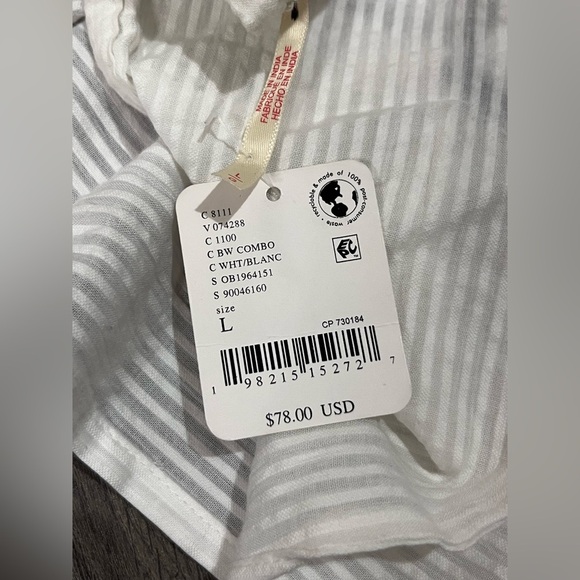 MADE IN INDIA
FABRIQUE EN INDE
HECHO EN INDIA
recyclable & made of 100% post-consumer waste
C 8111
V 074288
C 1100
C BW COMBO
C WHT/BLANC
S OB1964151
S 90046160
size
L
CP 730184
1 98215 15272 7
$78.00 USD